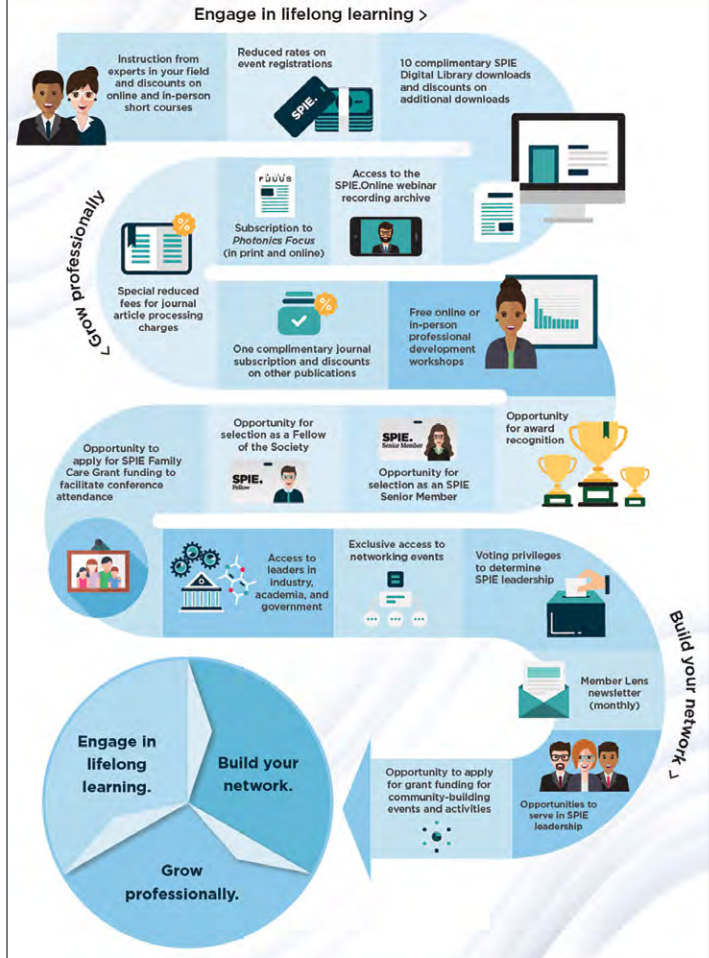 Engage in lifelong learning >
Instruction from
experts in your field
and discounts on
online and in-person
short courses
Reduced rates on
event registrations
SPIE.
10 complimentary SPIE
Digital Library downloads
and discounts on
additional downloads
Access to the
SPIE.Online webinar
recording archive
Subscription to
Photonics Focus
(in print and online)
< Grow professionally
%
Special reduced
fees for journal
article processing
charges
%
One complimentary journal
subscription and discounts
on other publications
Free online or
in-person
professional
development
workshops
Opportunity
for award
recognition
SPIE.
Senior Member
Opportunity for
selection as an SPIE
Senior Member
Opportunity for
selection as a Fellow
of the Society
SPIE.
Fellow
Opportunity to
apply for SPIE Family
Care Grant funding to
facilitate conference
attendance
Access to
leaders in
industry,
academia, and
government
Exclusive access to
networking events
Voting privileges
to determine
SPIE leadership
Build your network >
Member Lens
newsletter
(monthly)
Opportunities to
serve in SPIE
leadership
Opportunity to apply
for grant funding for
community-building
events and activities
Engage in
lifelong
learning.
Build your
network.
Grow
professionally.